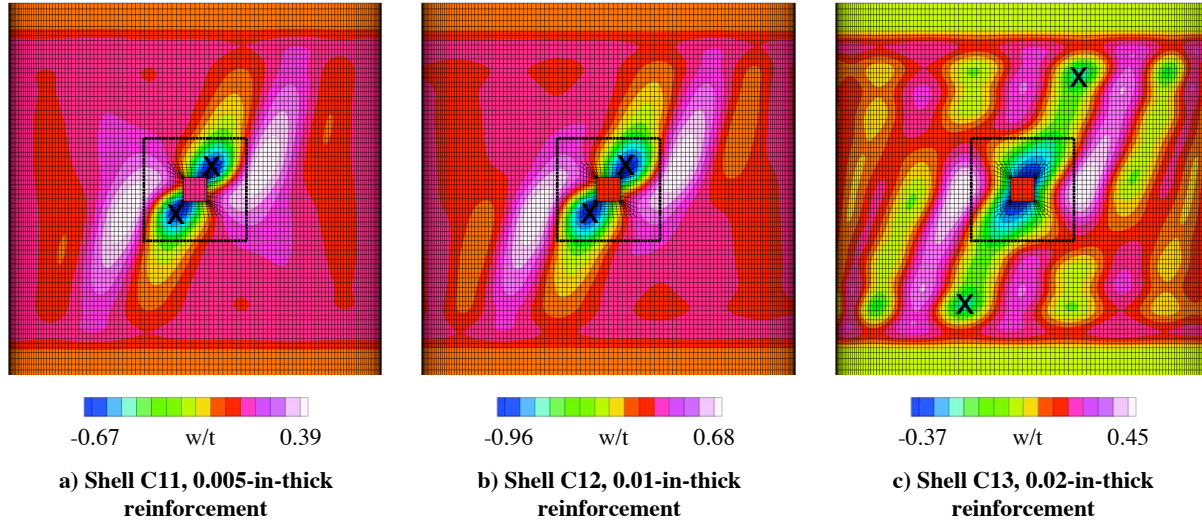 X
X
X
X
X
X
-0.67 w/t 0.39
-0.96 w/t 0.68
-0.37 w/t 0.45
a) Shell C11, 0.005-in-thick
reinforcement
b) Shell C12, 0.01-in-thick
reinforcement
c) Shell C13, 0.02-in-thick
reinforcement